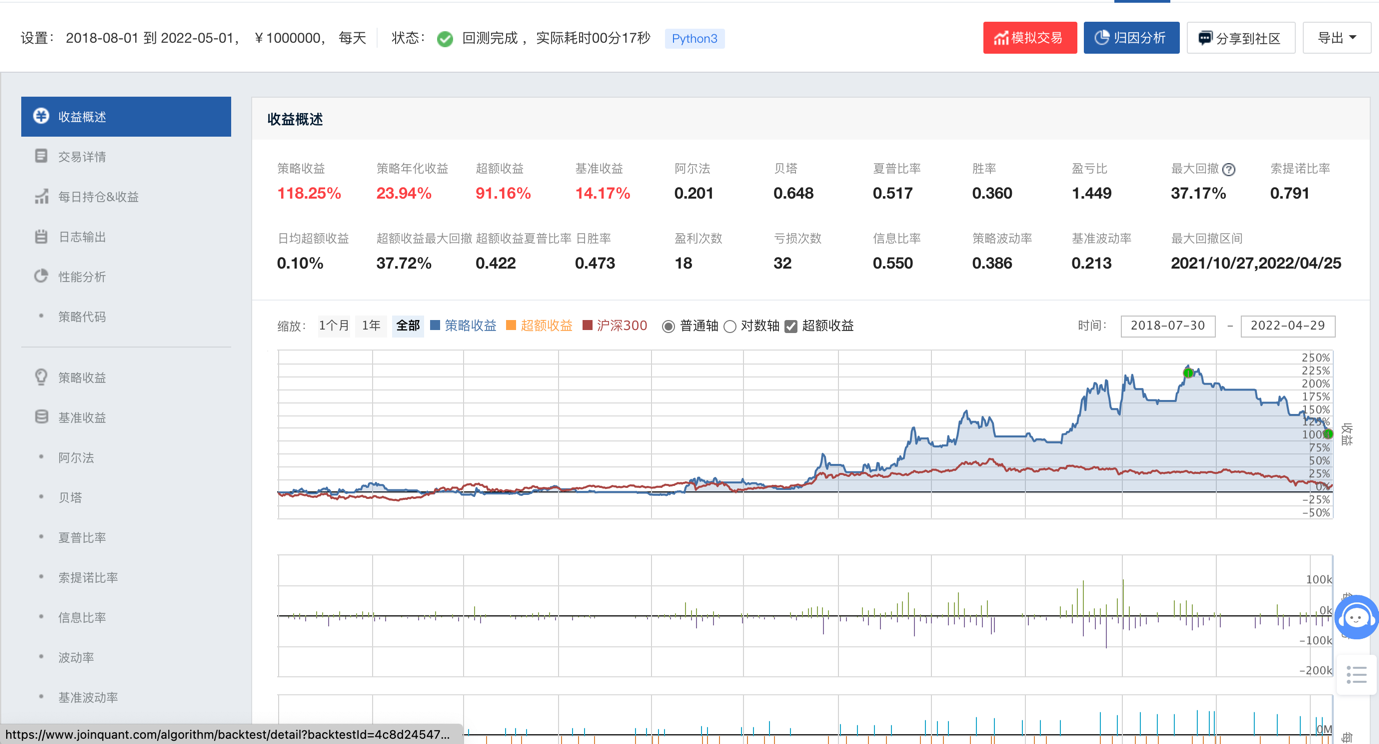 设置： 2018-08-01 到 2022-05-01, ￥1000000, 每天 状态： 回测完成 ，实际耗时00分17秒 Python3 模拟交易 归因分析 分享到社区 导出
收益概述
交易详情
每日持仓&收益
日志输出
性能分析
策略代码
策略收益
基准收益
阿尔法
贝塔
夏普比率
索提诺比率
信息比率
波动率
基准波动率
收益概述
策略收益 策略年化收益 超额收益 基准收益 阿尔法 贝塔 夏普比率 胜率 盈亏比 最大回撤 索提诺比率
118.25% 23.94% 91.16% 14.17% 0.201 0.648 0.517 0.360 1.449 37.17% 0.791
日均超额收益 超额收益最大回撤 超额收益夏普比率 日胜率 盈利次数 亏损次数 信息比率 策略波动率 基准波动率 最大回撤区间
0.10% 37.72% 0.422 0.473 18 32 0.550 0.386 0.213 2021/10/27,2022/04/25
缩放： 1个月 1年 全部 策略收益 超额收益 沪深300 普通轴 对数轴 超额收益 时间： 2018-07-30 - 2022-04-29
250%
225%
200%
175%
150%
125%
100%
75%
50%
25%
0%
-25%
-50%
收益
100k
0k
-100k
-200k
0M
https://www.joinquant.com/algorithm/backtest/detail?backtestId=4c8d24547...